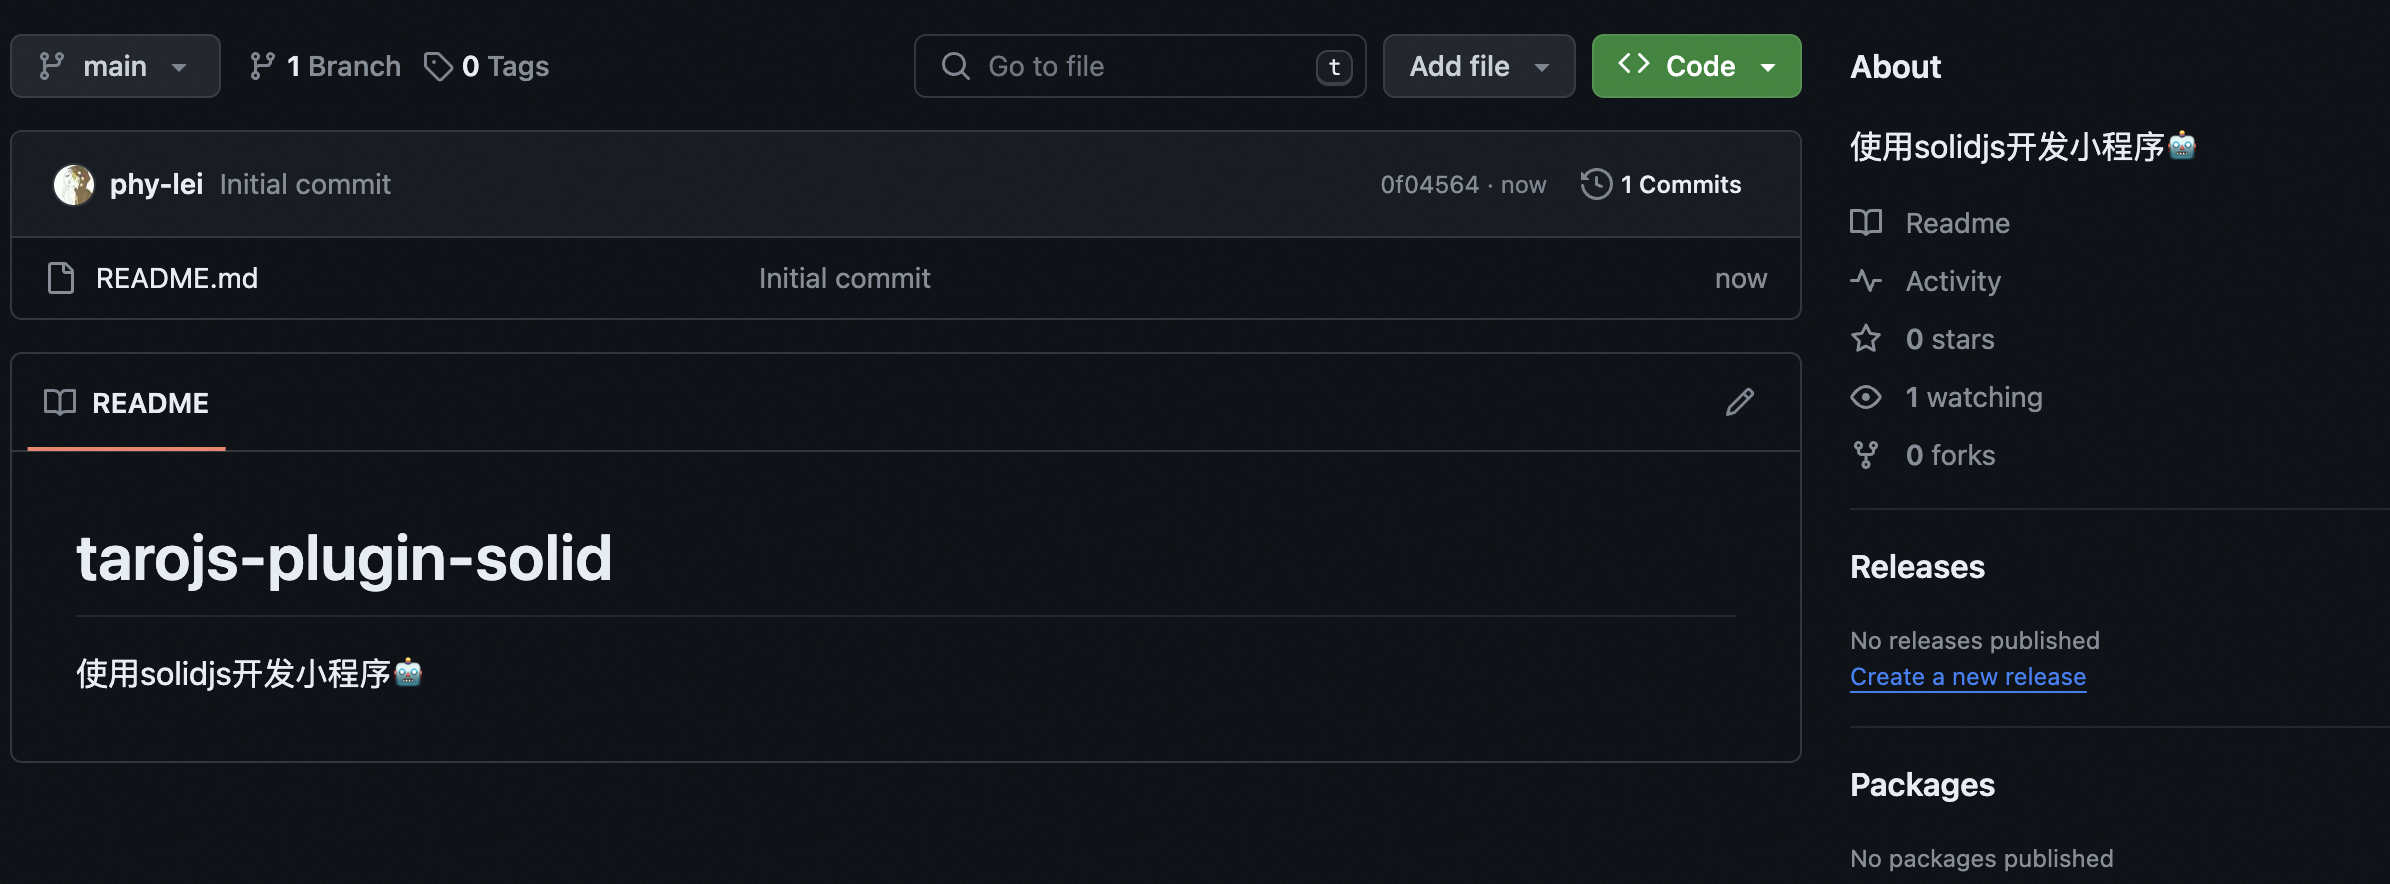 main
1 Branch
0 Tags
Go to file
t
Add file
Code
phy-lei Initial commit
0f04564 · now
1 Commits
README.md
Initial commit
now
README
tarojs-plugin-solid
使用solidjs开发小程序🤖
About
使用solidjs开发小程序🤖
Readme
Activity
0 stars
1 watching
0 forks
Releases
No releases published
Create a new release
Packages
No packages published